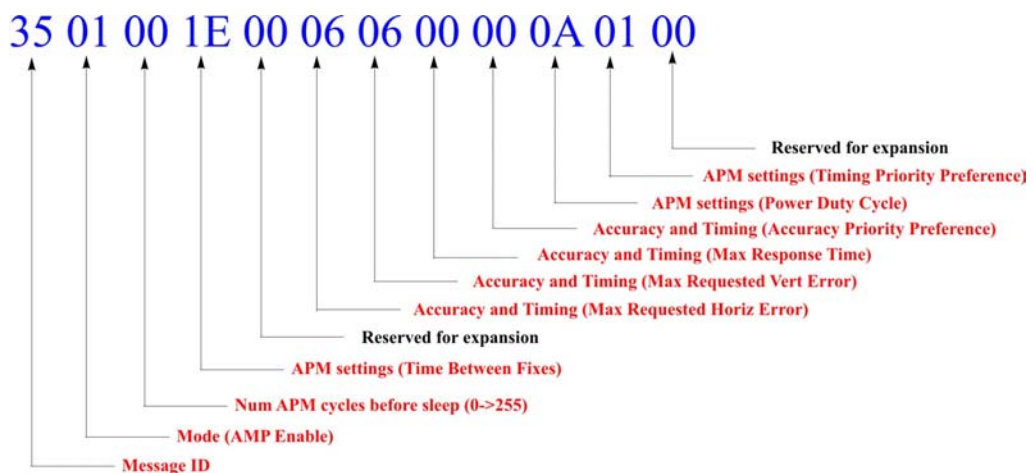 35 01 00 1E 00 06 06 00 00 0A 01 00
Reserved for expansion
APM settings (Timing Priority Preference)
APM settings (Power Duty Cycle)
Accuracy and Timing (Accuracy Priority Preference)
Accuracy and Timing (Max Response Time)
Accuracy and Timing (Max Requested Vert Error)
Accuracy and Timing (Max Requested Horiz Error)
Reserved for expansion
APM settings (Time Between Fixes)
Num APM cycles before sleep (0->255)
Mode (AMP Enable)
Message ID